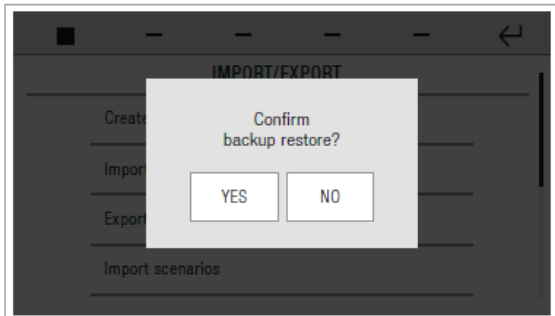 IMPORT/EXPORT
Create
Confirm
backup restore?
Import
YES
NO
Export
Import scenarios